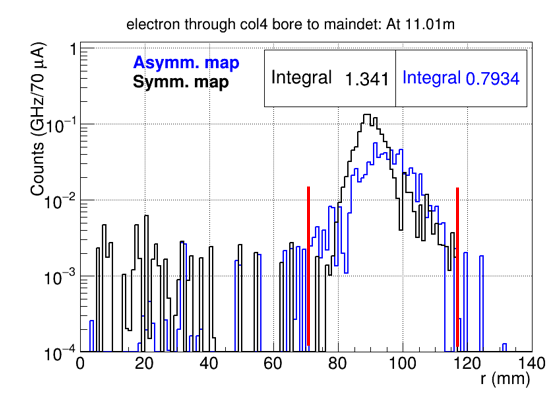 electron through col4 bore to maindet: At 11.01m
Counts (GHz/70 μA)
Asymm. map
Symm. map
Integral 1.341
Integral 0.7934
1
10⁻¹
10⁻²
10⁻³
10⁻⁴
0 20 40 60 80 100 120 140
r (mm)